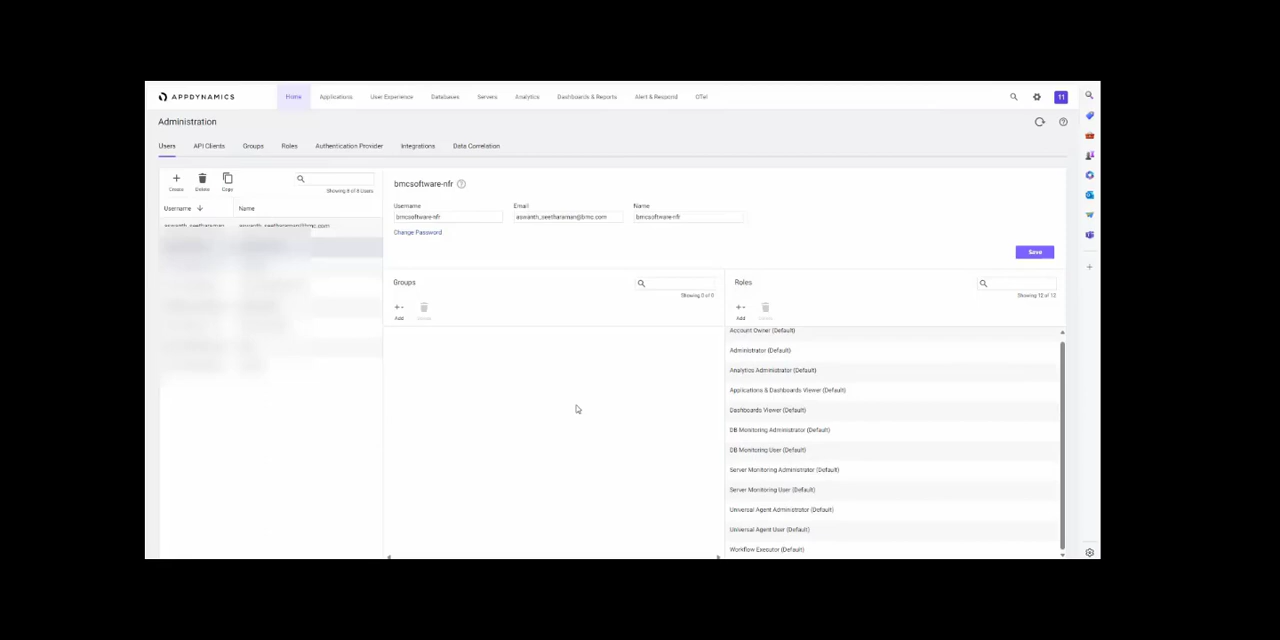 APPDYNAMICS Home Applications User Experience Databases Servers Analytics Dashboards & Reports Alert & Respond OTel 11
Administration
Users API Clients Groups Roles Authentication Provider Integrations Data Correlation
Create Delete Copy
Showing 8 of 8 Users
Username Name
aswanth_seetharaman aswanth_seetharaman@bmc.com
bmcsoftware-nfr
Username Email Name
bmcsoftware-nfr aswanth_seetharaman@bmc.com bmcsoftware-nfr
Change Password
Save
Groups
Showing 0 of 0
Add Delete
Roles
Showing 12 of 12
Add Delete
Account Owner (Default)
Administrator (Default)
Analytics Administrator (Default)
Applications & Dashboards Viewer (Default)
Dashboards Viewer (Default)
DB Monitoring Administrator (Default)
DB Monitoring User (Default)
Server Monitoring Administrator (Default)
Server Monitoring User (Default)
Universal Agent Administrator (Default)
Universal Agent User (Default)
Workflow Executor (Default)